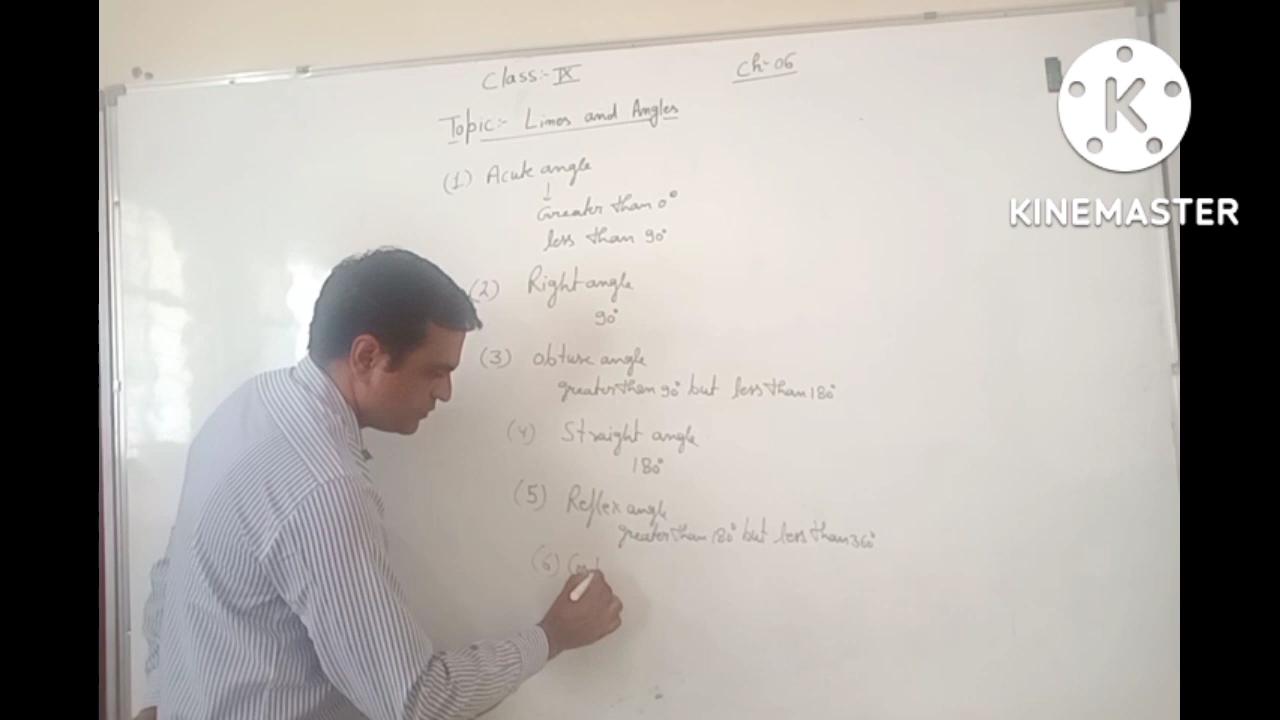 Class:- IX
Ch-06
Topic:- Lines and Angles
(1) Acute angle
↓
Greater than 0°
less than 90°
(2) Right angle
90°
(3) Obtuse angle
greater than 90° but less than 180°
(4) Straight angle
180°
(5) Reflex angle
greater than 180° but less than 360°
(6)
K
KINEMASTER